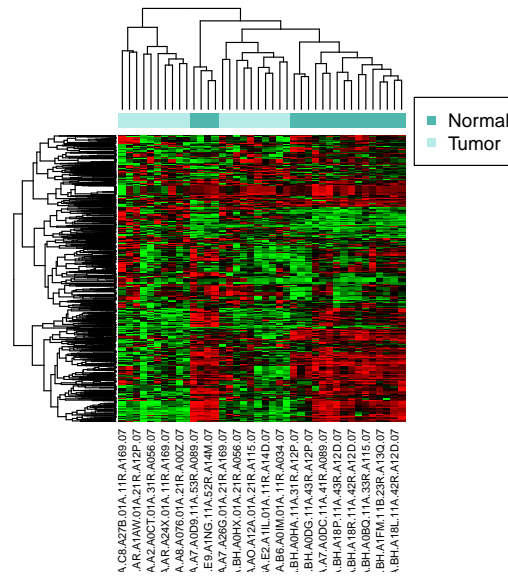 Normal
Tumor
A.C8.A27B.01A.11R.A169.07
.AR.A1AW.01A.21R.A12P.07
A.A2.A0CT.01A.31R.A056.07
.AR.A24X.01A.11R.A169.07
A.A8.A076.01A.21R.A00Z.07
A.A7.A0D9.11A.53R.A089.07
.E9.A1NG.11A.52R.A14M.07
A.A7.A26G.01A.21R.A169.07
.BH.A0HX.01A.21R.A056.07
.AO.A12A.01A.21R.A115.07
A.E2.A11L.01A.11R.A14D.07
A.B6.A0IM.01A.11R.A034.07
.BH.A0HA.11A.31R.A12P.07
.BH.A0DG.11A.43R.A12P.07
A.A7.A0DC.11A.41R.A089.07
.BH.A18P.11A.43R.A12D.07
.BH.A18R.11A.42R.A12D.07
.BH.A0BQ.11A.33R.A115.07
.BH.A1FM.11B.23R.A13Q.07
.BH.A18L.11A.42R.A12D.07